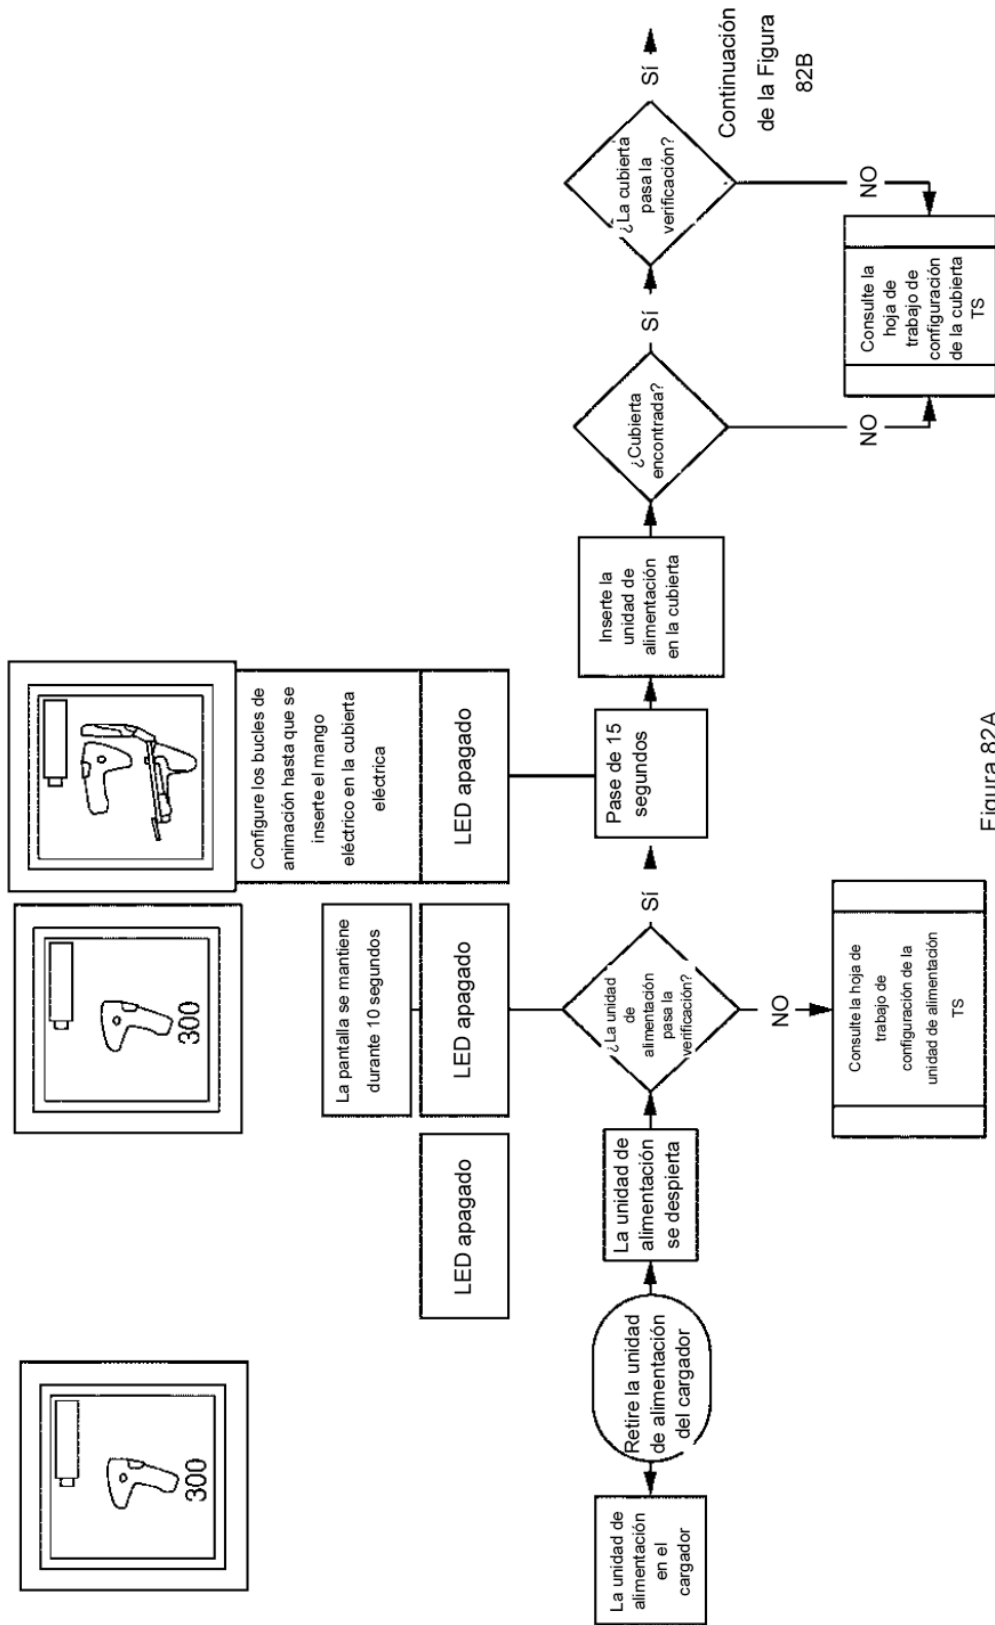 300
300
La pantalla se mantiene
durante 10 segundos
Configure los bucles de
animación hasta que se
inserte el mango
eléctrico en la cubierta
eléctrica
LED apagado
LED apagado
LED apagado
La unidad de
alimentación
en el
cargador
Retire la unidad
de alimentación
del cargador
La unidad de
alimentación
se despierta
¿La unidad
de
alimentación
pasa la
verificación?
Sí
Pase de 15
segundos
Inserte la
unidad de
alimentación
en la cubierta
¿Cubierta
encontrada?
Sí
¿La cubierta
pasa la
verificación?
Sí
Continuación
de la Figura
82B
NO
NO
NO
Consulte la hoja de
trabajo de
configuración de la
unidad de alimentación
TS
Consulte la
hoja de
trabajo de
configuración
de la cubierta
TS
Figura 82A